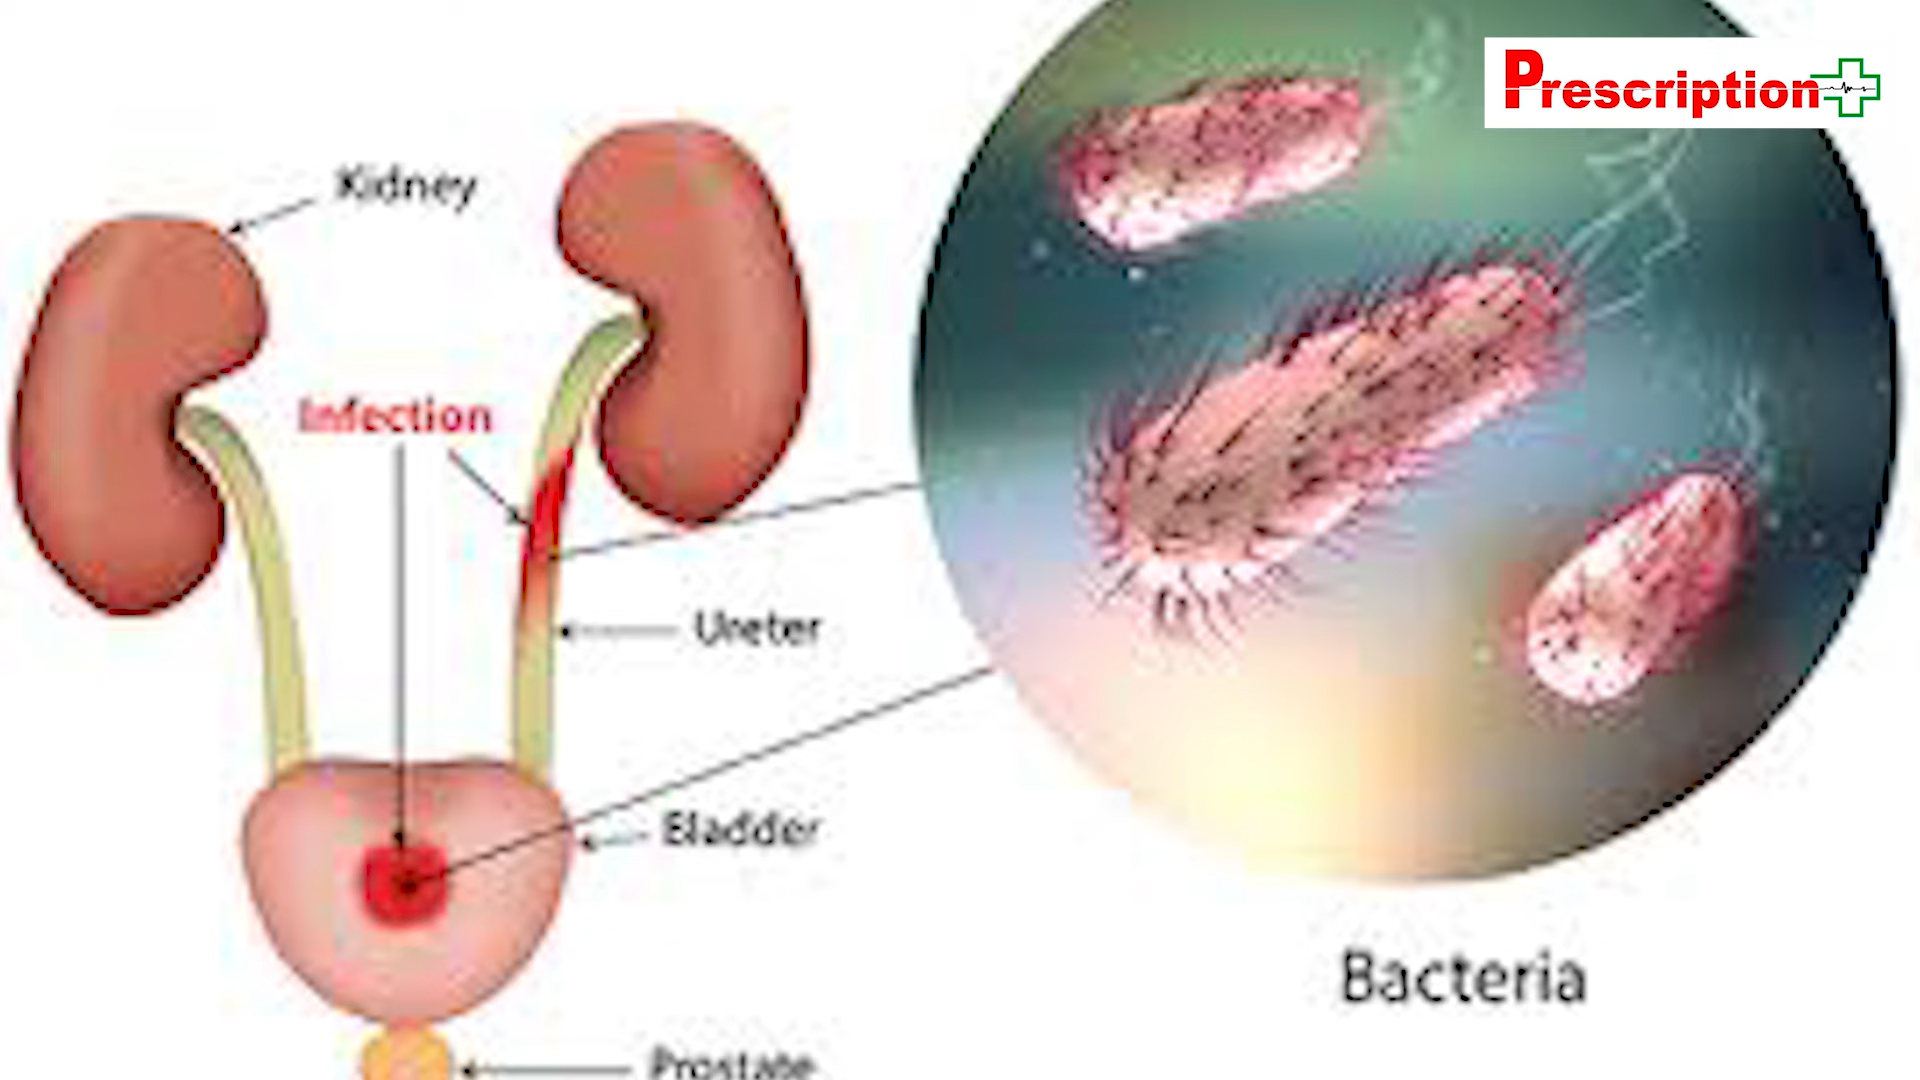 Prescription
Kidney
Infection
Ureter
Bladder
Bacteria
Prostate